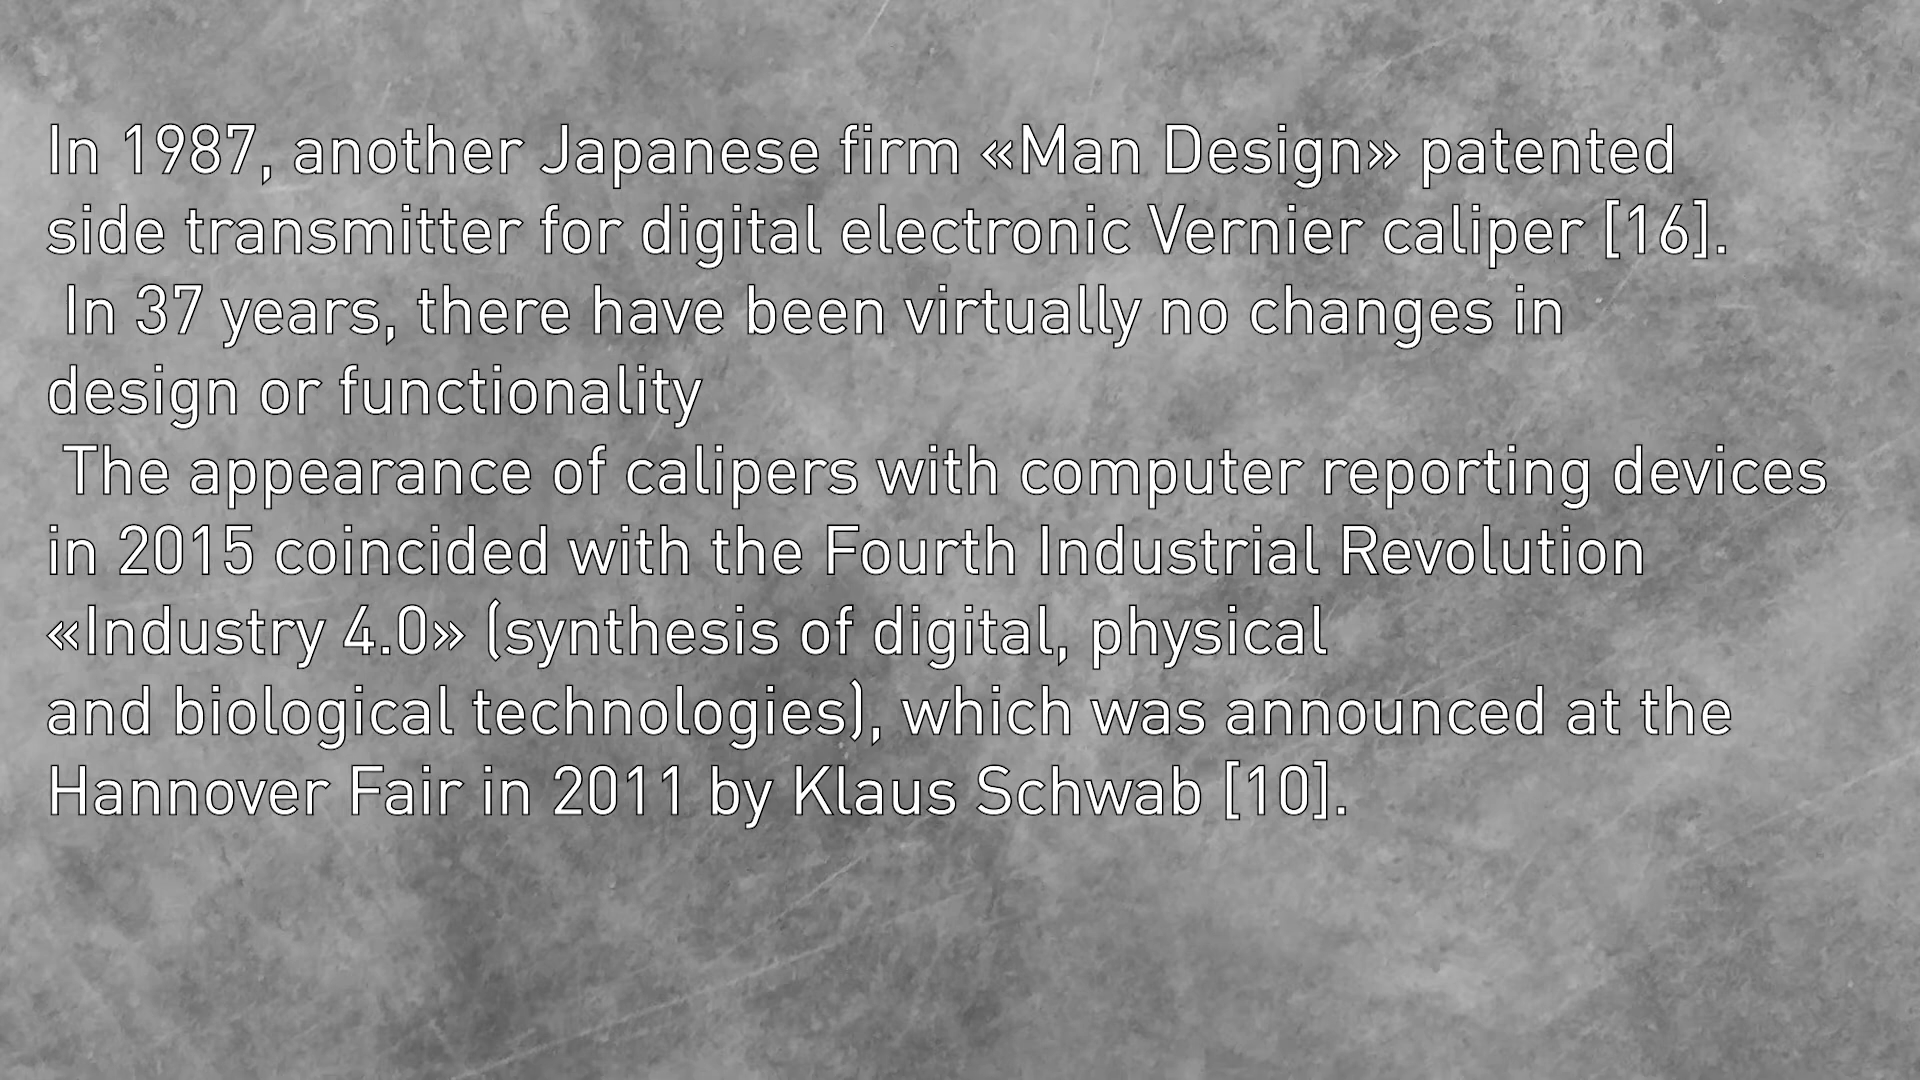 In 1987, another Japanese firm «Man Design» patented
side transmitter for digital electronic Vernier caliper [16].
In 37 years, there have been virtually no changes in
design or functionality
The appearance of calipers with computer reporting devices
in 2015 coincided with the Fourth Industrial Revolution
«Industry 4.0» (synthesis of digital, physical
and biological technologies), which was announced at the
Hannover Fair in 2011 by Klaus Schwab [10].